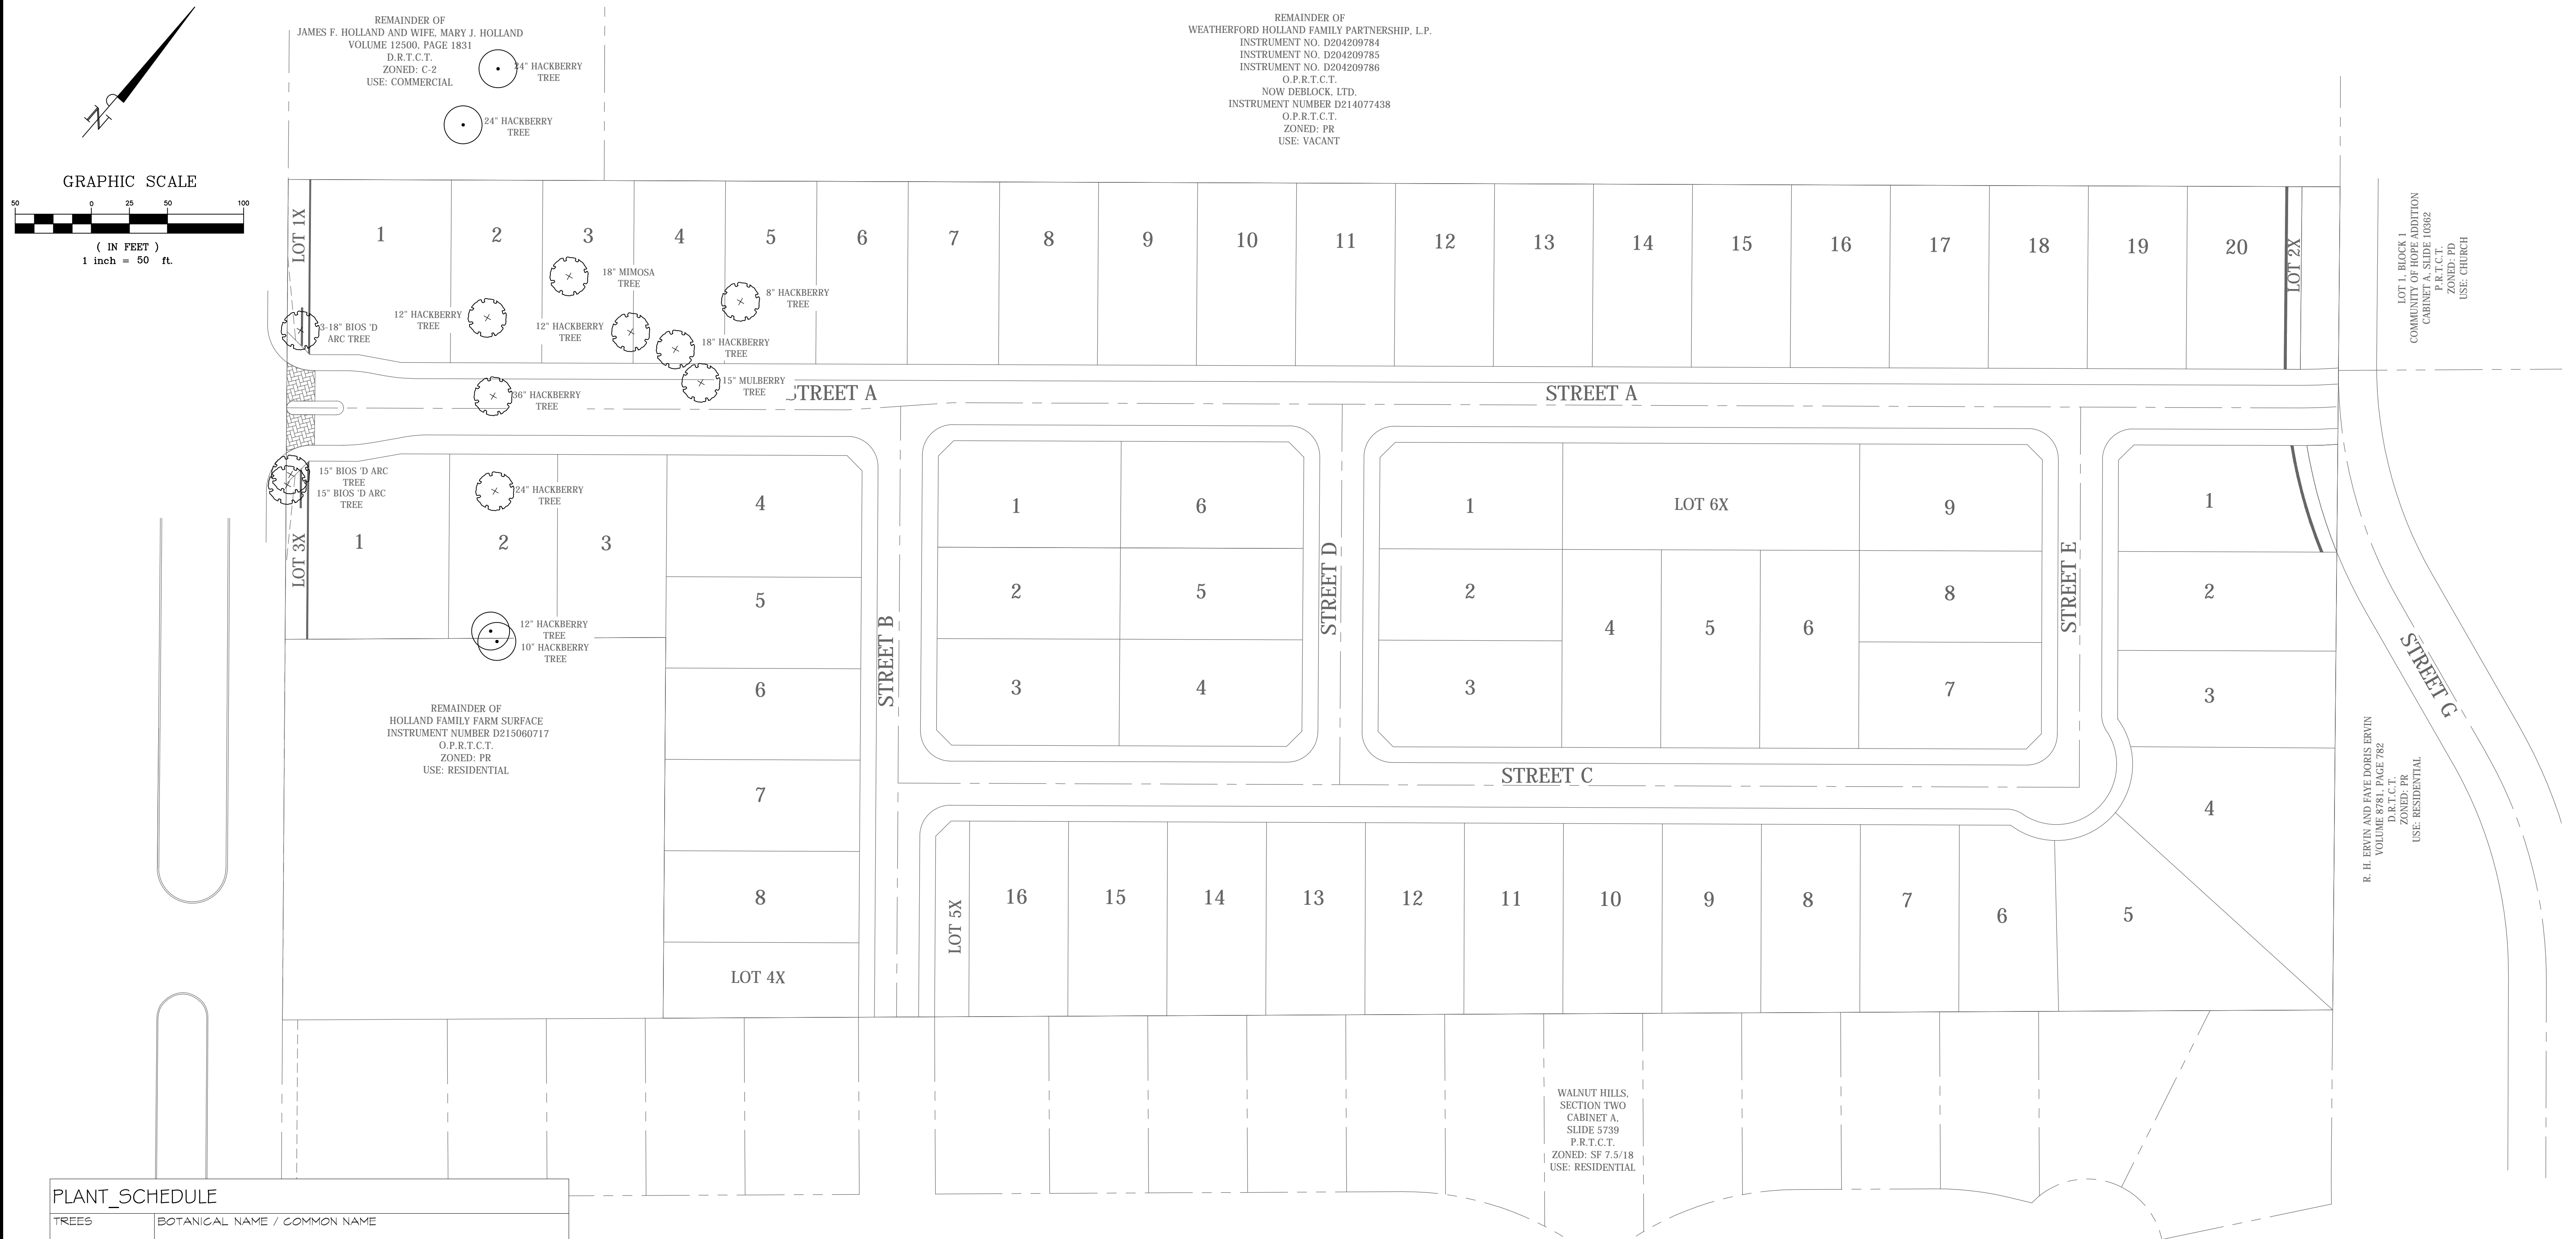 REMAINDER OF
JAMES F. HOLLAND AND WIFE, MARY J. HOLLAND
VOLUME 12500, PAGE 1831
D.R.T.C.T.
ZONED: C-2
USE: COMMERCIAL
24" HACKBERRY
TREE
24" HACKBERRY
TREE
REMAINDER OF
WEATHERFORD HOLLAND FAMILY PARTNERSHIP, L.P.
INSTRUMENT NO. D204209784
INSTRUMENT NO. D204209785
INSTRUMENT NO. D204209786
O.P.R.T.C.T.
NOW DEBLOCK, LTD.
INSTRUMENT NUMBER D214077438
O.P.R.T.C.T.
ZONED: PR
USE: VACANT
N
GRAPHIC SCALE
50 0 25 50 100
( IN FEET )
1 inch = 50 ft.
LOT 1X
1 2 3 4 5 6 7 8 9 10 11 12 13 14 15 16 17 18 19 20
LOT 2X
LOT 1, BLOCK 1
COMMUNITY OF HOPE ADDITION
CABINET A, SLIDE 10362
P.R.T.C.T.
ZONED: PD
USE: CHURCH
18" MIMOSA
TREE
8" HACKBERRY
TREE
12" HACKBERRY
TREE
12" HACKBERRY
TREE
3-18" BIOS 'D
ARC TREE
18" HACKBERRY
TREE
15" MULBERRY
TREE
36" HACKBERRY
TREE
STREET A
STREET A
15" BIOS 'D ARC
TREE
15" BIOS 'D ARC
TREE
24" HACKBERRY
TREE
LOT 3X
1 2 3
4
5
6
7
8
LOT 4X
12" HACKBERRY
TREE
10" HACKBERRY
TREE
REMAINDER OF
HOLLAND FAMILY FARM SURFACE
INSTRUMENT NUMBER D215060717
O.P.R.T.C.T.
ZONED: PR
USE: RESIDENTIAL
STREET B
1 6
2 5
3 4
STREET D
1 LOT 6X 9
2 8
4 5 6
3 7
STREET E
1
2
3
4
STREET G
R. H. ERVIN AND FAYE DORIS ERVIN
VOLUME 8781, PAGE 782
D.R.T.C.T.
ZONED: PR
USE: RESIDENTIAL
STREET C
LOT 5X
16 15 14 13 12 11 10 9 8 7 6 5
WALNUT HILLS,
SECTION TWO
CABINET A,
SLIDE 5739
P.R.T.C.T.
ZONED: SF 7.5/18
USE: RESIDENTIAL
PLANT_SCHEDULE
TREES BOTANICAL NAME / COMMON NAME